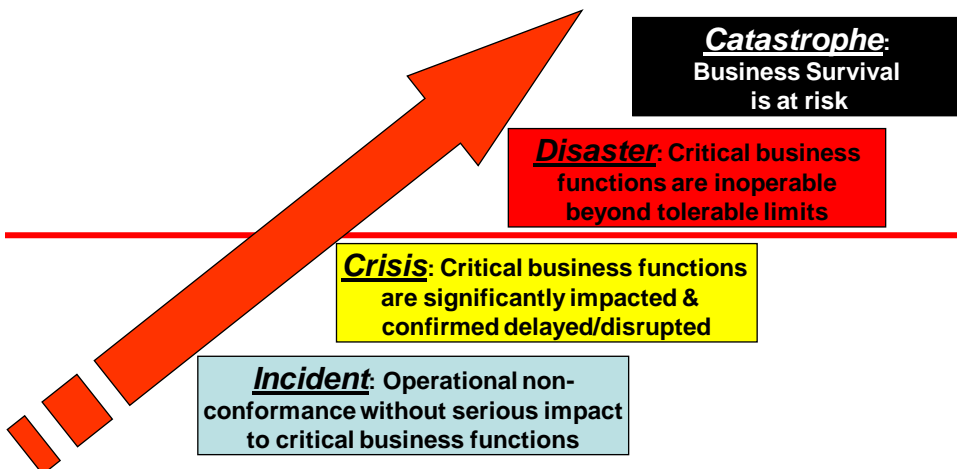 Catastrophe:
Business Survival
is at risk
Disaster: Critical business
functions are inoperable
beyond tolerable limits
Crisis: Critical business functions
are significantly impacted &
confirmed delayed/disrupted
Incident: Operational non-
conformance without serious impact
to critical business functions